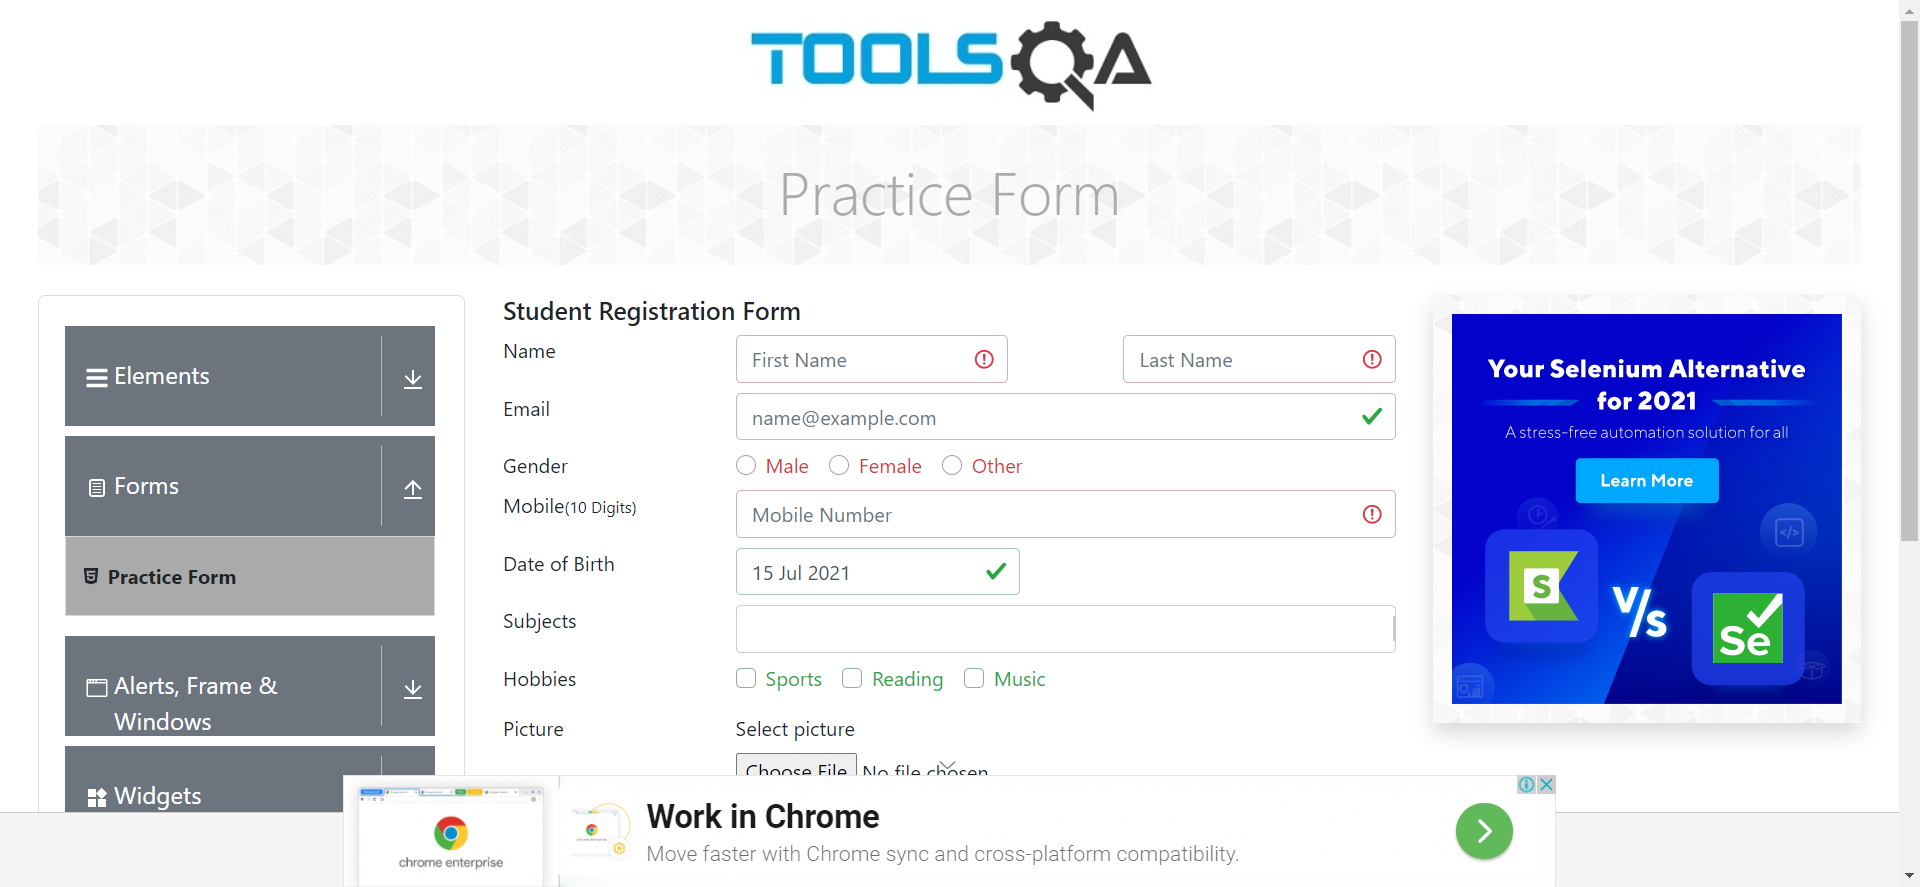 TOOLSQA
Practice Form
Elements
Forms
Practice Form
Alerts, Frame &
Windows
Widgets
Student Registration Form
Name
First Name
Last Name
Email
name@example.com
Gender
Male
Female
Other
Mobile(10 Digits)
Mobile Number
Date of Birth
15 Jul 2021
Subjects
Hobbies
Sports
Reading
Music
Picture
Select picture
Choose File
No file chosen
Your Selenium Alternative
for 2021
A stress-free automation solution for all
Learn More
S
V/s
Se
</>
chrome enterprise
Work in Chrome
Move faster with Chrome sync and cross-platform compatibility.